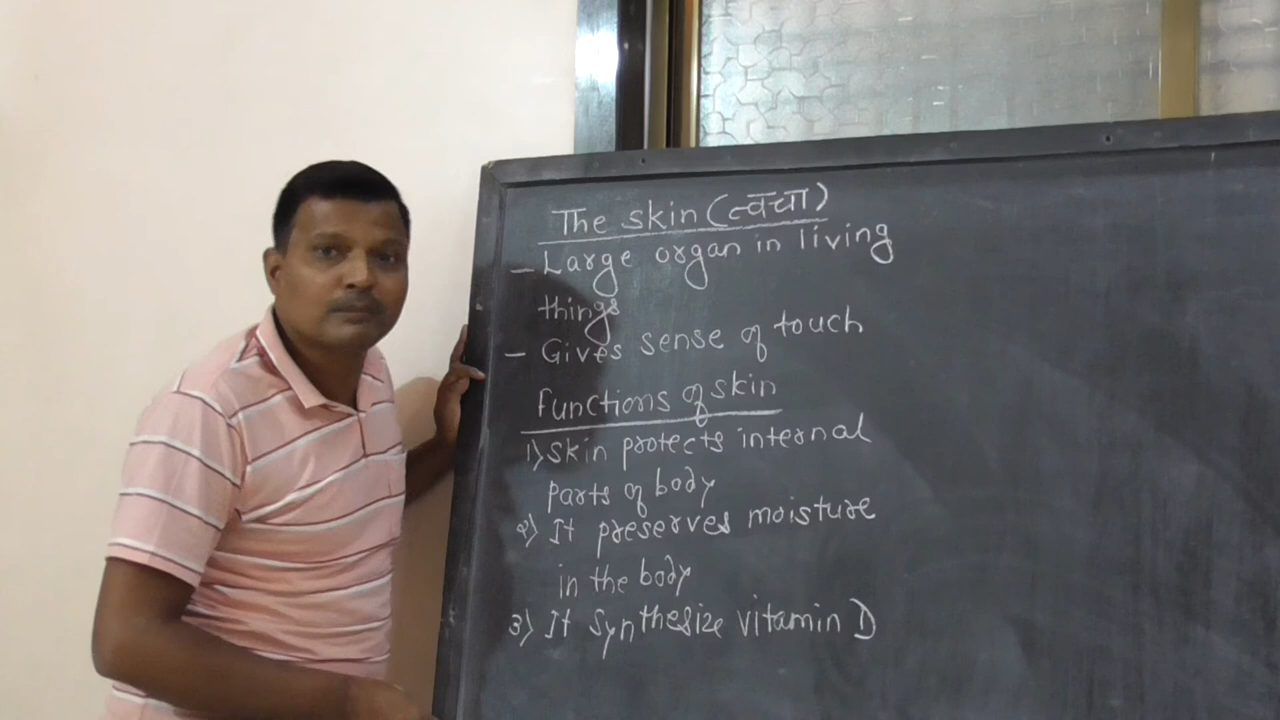 The skin (त्वचा)
- Large organ in living
things
- Gives sense of touch
functions of skin
1) Skin protects internal
parts of body
2) It preserves moisture
in the body
3) It synthesize vitamin D